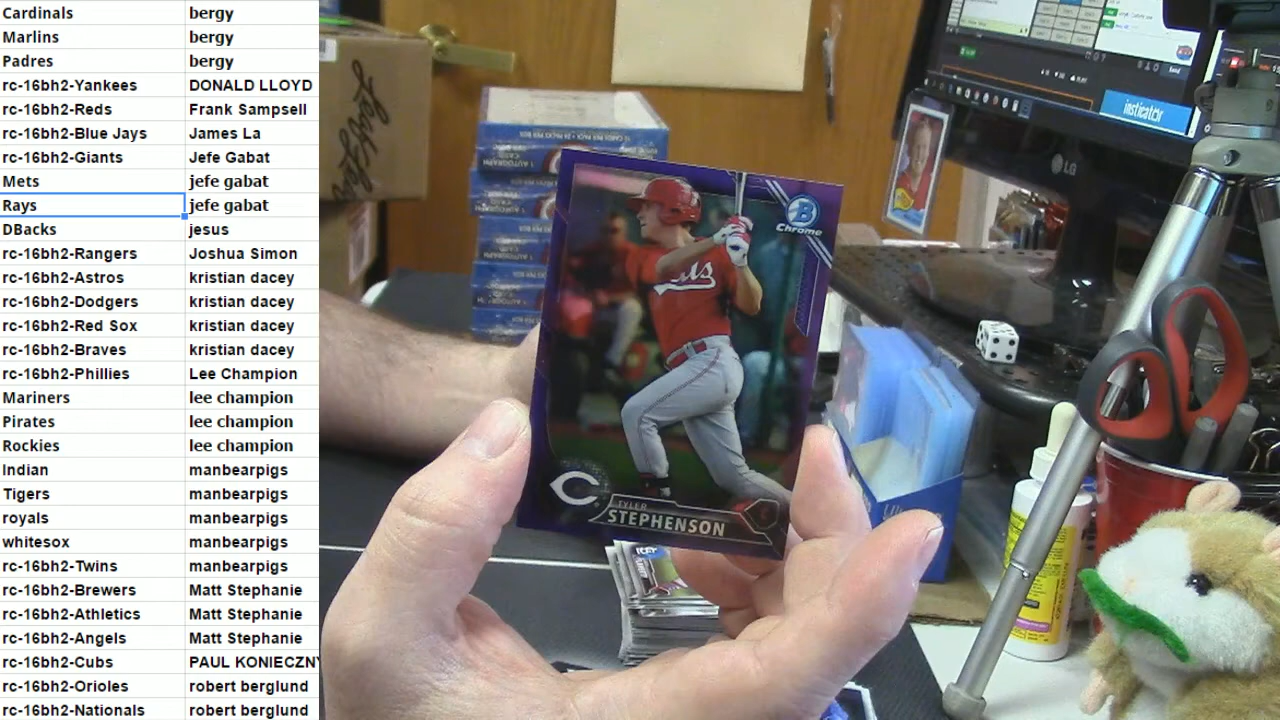 Cardinals bergy
Marlins bergy
Padres bergy
rc-16bh2-Yankees DONALD LLOYD
rc-16bh2-Reds Frank Sampsell
rc-16bh2-Blue Jays James La
rc-16bh2-Giants Jefe Gabat
Mets jefe gabat
Rays jefe gabat
DBacks jesus
rc-16bh2-Rangers Joshua Simon
rc-16bh2-Astros kristian dacey
rc-16bh2-Dodgers kristian dacey
rc-16bh2-Red Sox kristian dacey
rc-16bh2-Braves kristian dacey
rc-16bh2-Phillies Lee Champion
Mariners lee champion
Pirates lee champion
Rockies lee champion
Indian manbearpigs
Tigers manbearpigs
royals manbearpigs
whitesox manbearpigs
rc-16bh2-Twins manbearpigs
rc-16bh2-Brewers Matt Stephanie
rc-16bh2-Athletics Matt Stephanie
rc-16bh2-Angels Matt Stephanie
rc-16bh2-Cubs PAUL KONIECZNY
rc-16bh2-Orioles robert berglund
rc-16bh2-Nationals robert berglund
B
Chrome
Reds
C
TYLER
STEPHENSON
insticator
LG
1 AUTOGRAPH